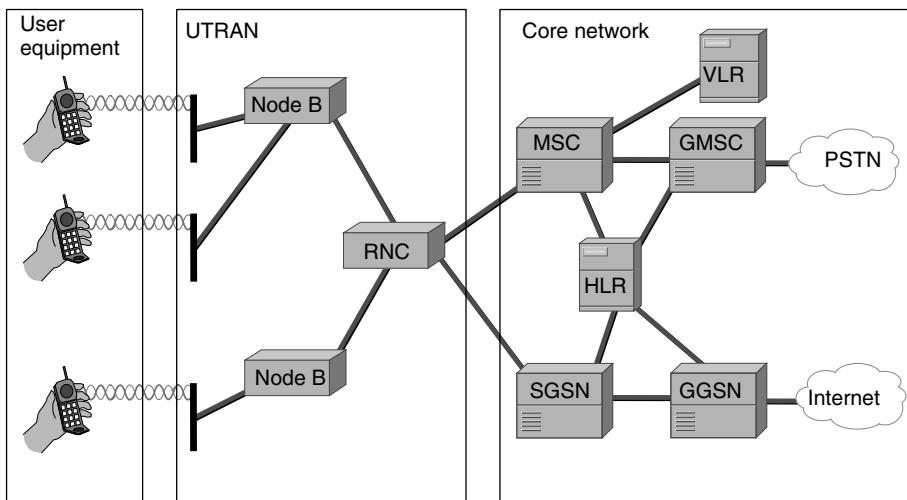 User
equipment
UTRAN
Core network
VLR
Node B
MSC
GMSC
PSTN
RNC
HLR
Node B
SGSN
GGSN
Internet